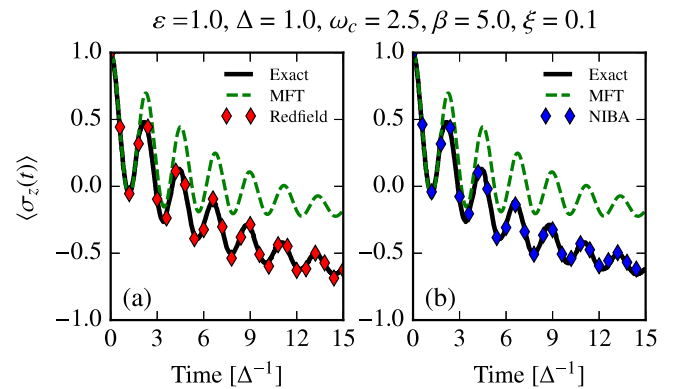 ε =1.0, Δ = 1.0, ω_c = 2.5, β = 5.0, ξ = 0.1
1.0
0.5
0.0
−0.5
−1.0
⟨σ_z(t)⟩
Exact
MFT
Redfield
(a)
0 3 6 9 12 15
Time [Δ⁻¹]
Exact
MFT
NIBA
(b)
0 3 6 9 12 15
Time [Δ⁻¹]